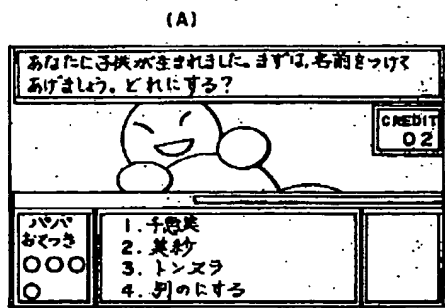 (A)
あなたに子供が生まれました。まずは、名前をつけて
あげましょう。どれにする?
CREDIT
02
パパ
おてつき
1. 千恵美
2. 美紗
3. トンヌラ
4. 別のにする